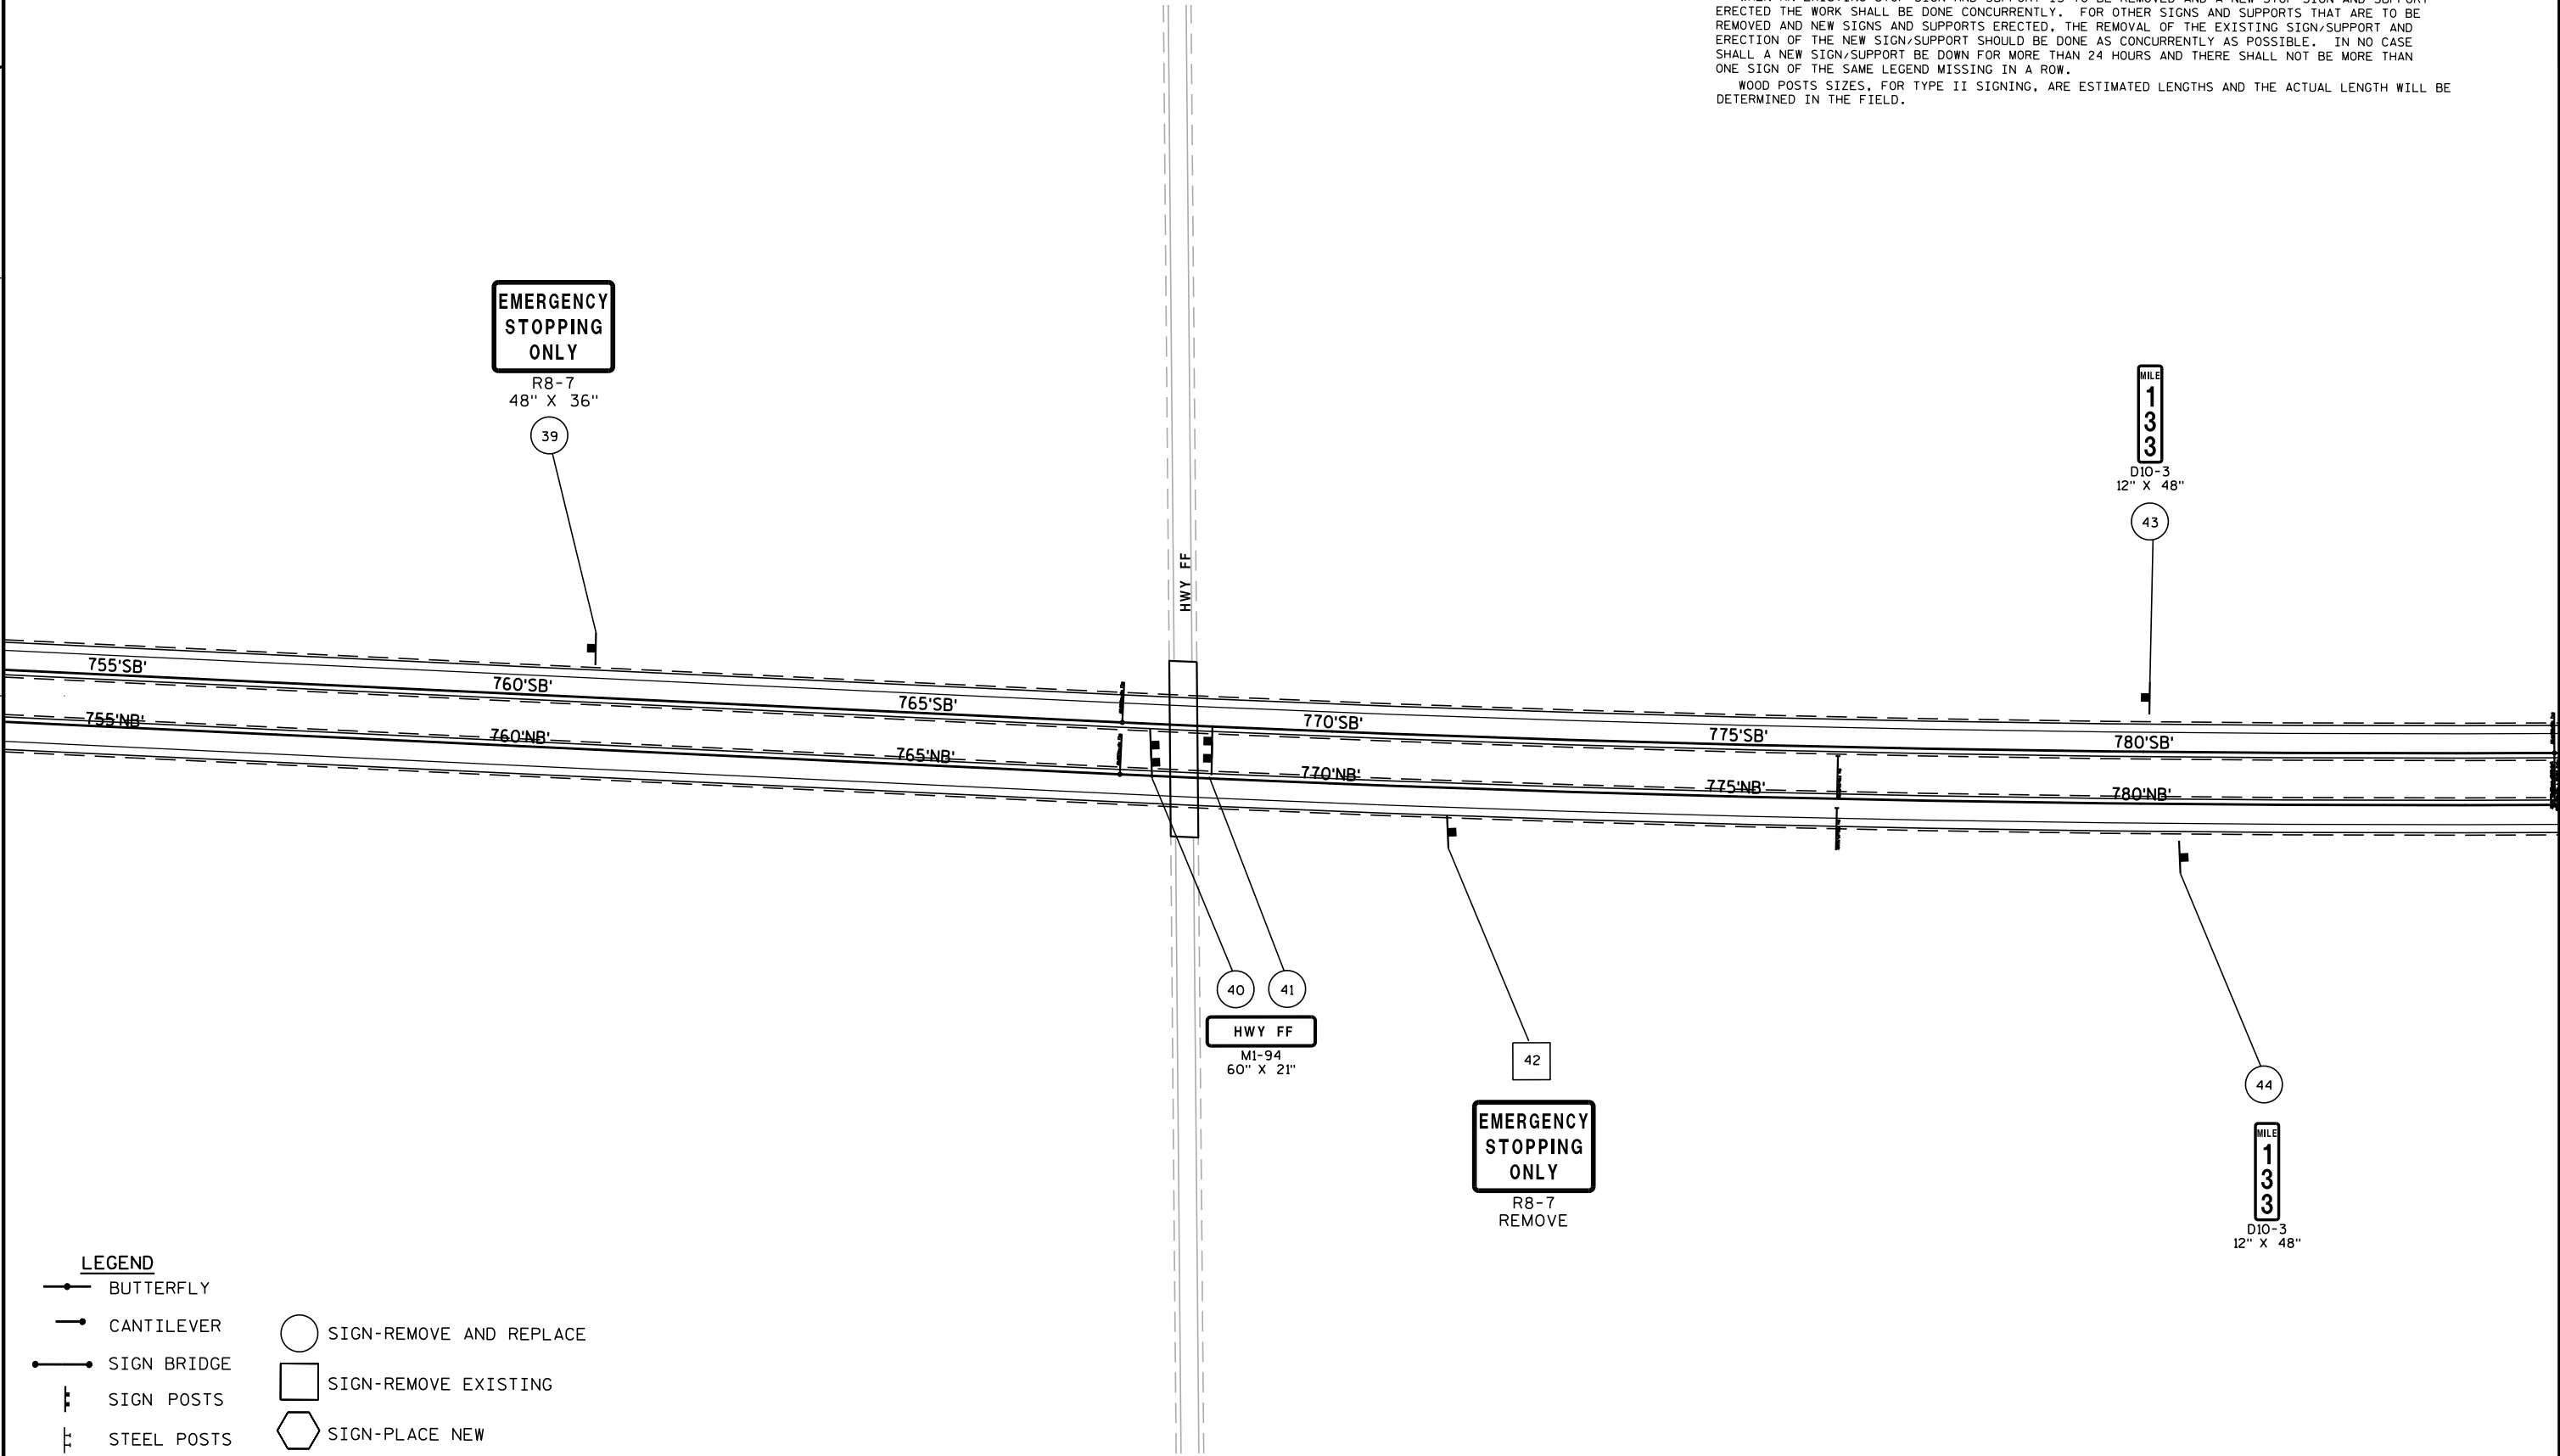 ERECTED THE WORK SHALL BE DONE CONCURRENTLY. FOR OTHER SIGNS AND SUPPORTS THAT ARE TO BE
REMOVED AND NEW SIGNS AND SUPPORTS ERECTED, THE REMOVAL OF THE EXISTING SIGN/SUPPORT AND
ERECTION OF THE NEW SIGN/SUPPORT SHOULD BE DONE AS CONCURRENTLY AS POSSIBLE. IN NO CASE
SHALL A NEW SIGN/SUPPORT BE DOWN FOR MORE THAN 24 HOURS AND THERE SHALL NOT BE MORE THAN
ONE SIGN OF THE SAME LEGEND MISSING IN A ROW.
WOOD POSTS SIZES, FOR TYPE II SIGNING, ARE ESTIMATED LENGTHS AND THE ACTUAL LENGTH WILL BE
DETERMINED IN THE FIELD.
EMERGENCY
STOPPING
ONLY
R8-7
48" X 36"
39
MILE
1
3
3
D10-3
12" X 48"
43
HWY FF
755'SB'
760'SB'
765'SB'
770'SB'
775'SB'
780'SB'
755'NB'
760'NB'
765'NB'
770'NB'
775'NB'
780'NB'
40
41
HWY FF
M1-94
60" X 21"
42
EMERGENCY
STOPPING
ONLY
R8-7
REMOVE
44
MILE
1
3
3
D10-3
12" X 48"
LEGEND
BUTTERFLY
CANTILEVER
SIGN BRIDGE
SIGN POSTS
STEEL POSTS
SIGN-REMOVE AND REPLACE
SIGN-REMOVE EXISTING
SIGN-PLACE NEW